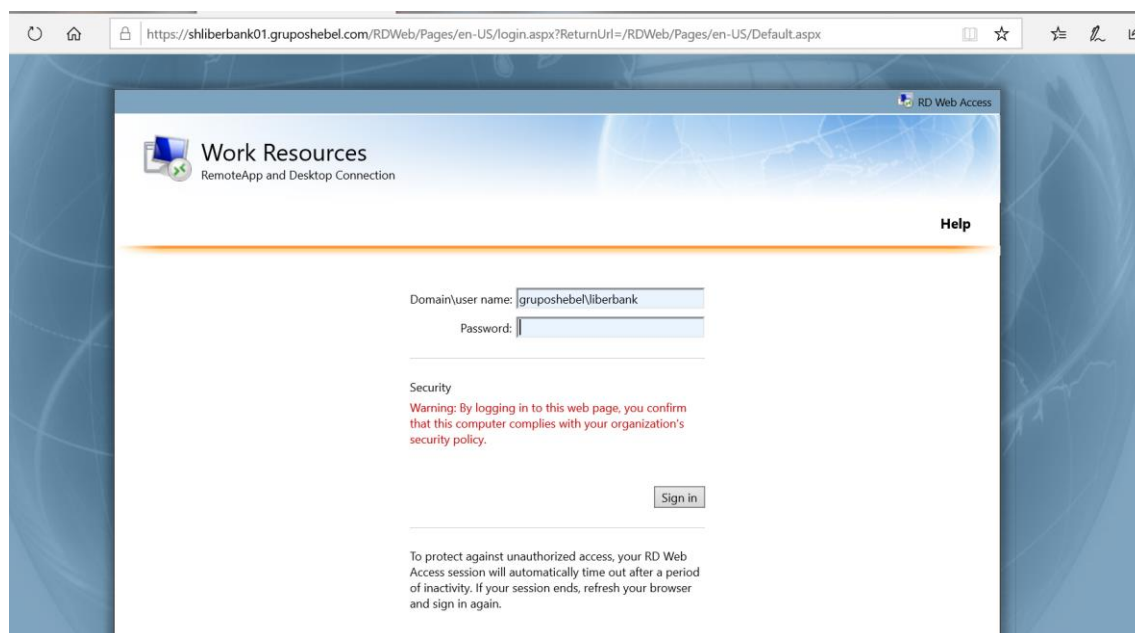 https://shliberbank01.gruposhebel.com/RDWeb/Pages/en-US/login.aspx?ReturnUrl=/RDWeb/Pages/en-US/Default.aspx
RD Web Access
Work Resources
RemoteApp and Desktop Connection
Help
Domain\user name: gruposhebel\liberbank
Password:
Security
Warning: By logging in to this web page, you confirm
that this computer complies with your organization's
security policy.
Sign in
To protect against unauthorized access, your RD Web
Access session will automatically time out after a period
of inactivity. If your session ends, refresh your browser
and sign in again.